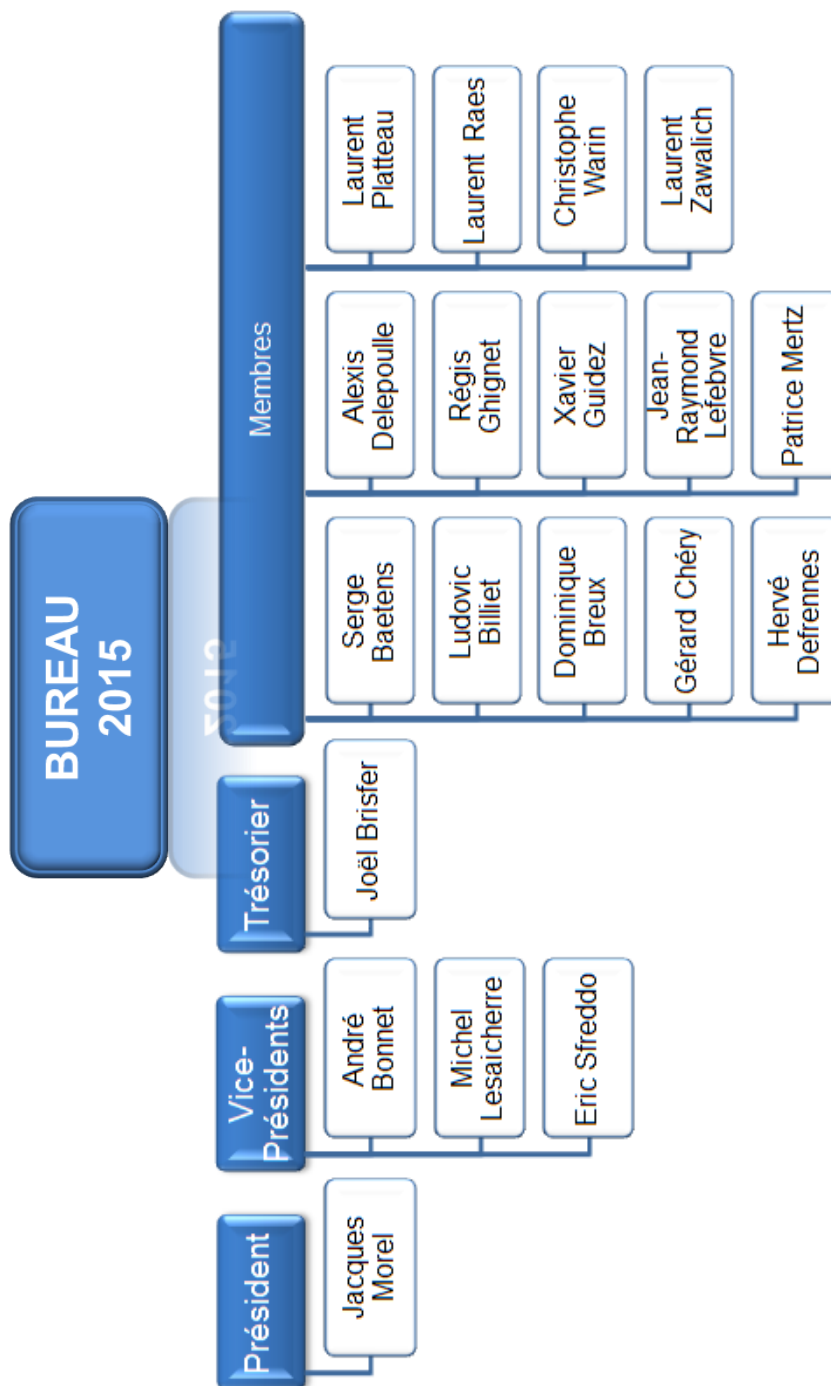 BUREAU
2015
Président
Jacques
Morel
Vice-
Présidents
André
Bonnet
Michel
Lesaicherre
Eric Sfreddo
Trésorier
Joël Brisfer
Membres
Serge
Baetens
Ludovic
Billiet
Dominique
Breux
Gérard Chéry
Hervé
Defrennes
Alexis
Delepoulle
Régis
Ghignet
Xavier
Guidez
Jean-
Raymond
Lefebvre
Patrice Mertz
Laurent
Platteau
Laurent Raes
Christophe
Warin
Laurent
Zawalich